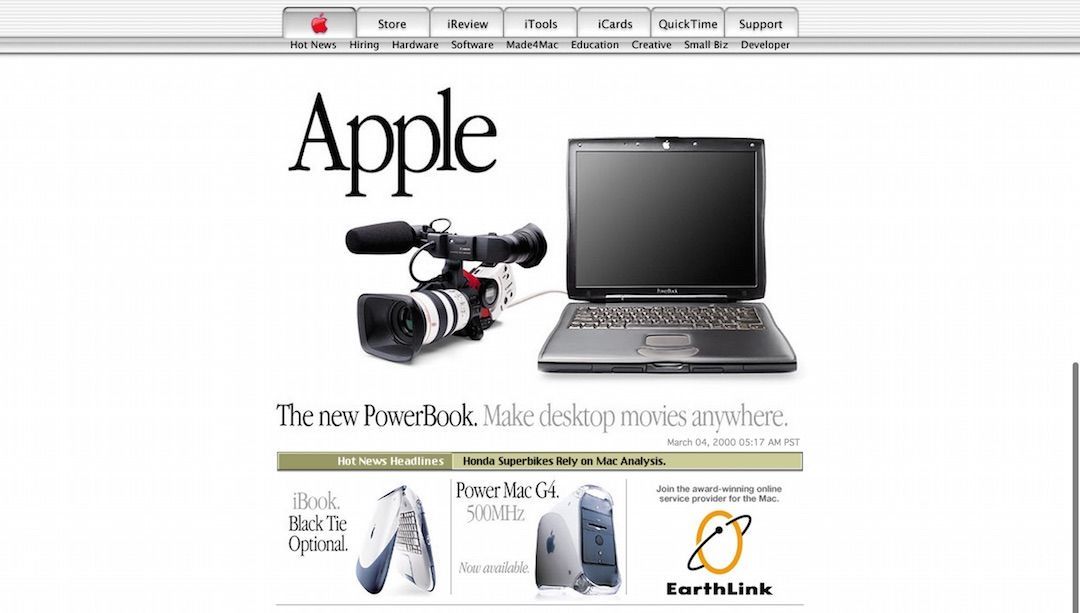 Store iReview iTools iCards QuickTime Support
Hot News Hiring Hardware Software Made4Mac Education Creative Small Biz Developer
Apple
PowerBook
The new PowerBook. Make desktop movies anywhere.
March 04, 2000 05:17 AM PST
Hot News Headlines Honda Superbikes Rely on Mac Analysis.
iBook.
Black Tie
Optional.
Power Mac G4.
500MHz
Now available.
Join the award-winning online
service provider for the Mac.
EarthLink